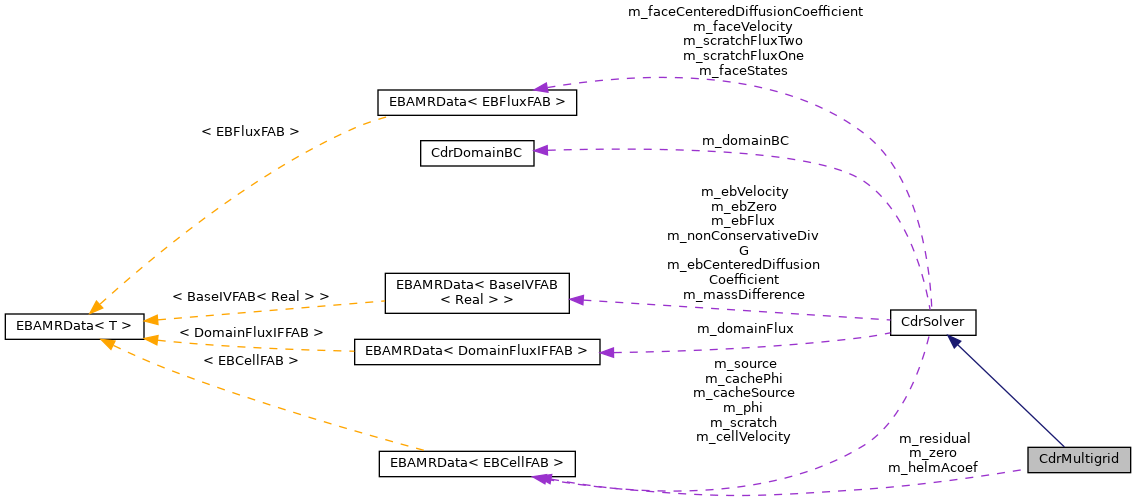 m_faceCenteredDiffusionCoefficient
m_faceVelocity
m_scratchFluxTwo
m_scratchFluxOne
m_faceStates
EBAMRData< EBFluxFAB >
< EBFluxFAB >
m_domainBC
CdrDomainBC
m_ebVelocity
m_ebZero
m_ebFlux
m_nonConservativeDiv
G
m_ebCenteredDiffusion
Coefficient
m_massDifference
EBAMRData< BaseIVFAB
< Real > >
< BaseIVFAB< Real > >
EBAMRData< T >
CdrSolver
m_domainFlux
< DomainFluxIFFAB >
EBAMRData< DomainFluxIFFAB >
< EBCellFAB >
m_source
m_cachePhi
m_cacheSource
m_phi
m_scratch
m_cellVelocity
m_residual
m_zero
m_helmAcoef
CdrMultigrid
EBAMRData< EBCellFAB >